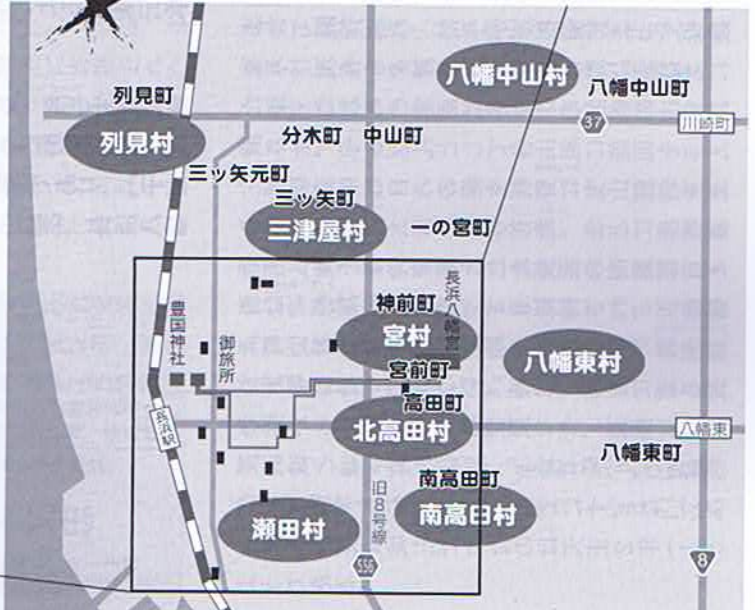 八幡中山村
八幡中山町
列見町
37
川崎町
列見村
分木町
中山町
三ッ矢元町
三ッ矢町
三津屋村
一の宮町
長浜八幡宮
神前町
豊国神社
御旅所
宮村
八幡東村
宮前町
高田町
長浜駅
北高田村
八幡東
八幡東町
南高田町
旧8号線
瀬田村
南高田村
556
8